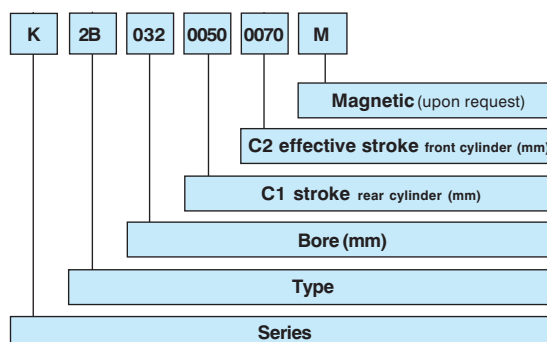 K 2B 032 0050 0070 M
Magnetic (upon request)
C2 effective stroke front cylinder (mm)
C1 stroke rear cylinder (mm)
Bore (mm)
Type
Series